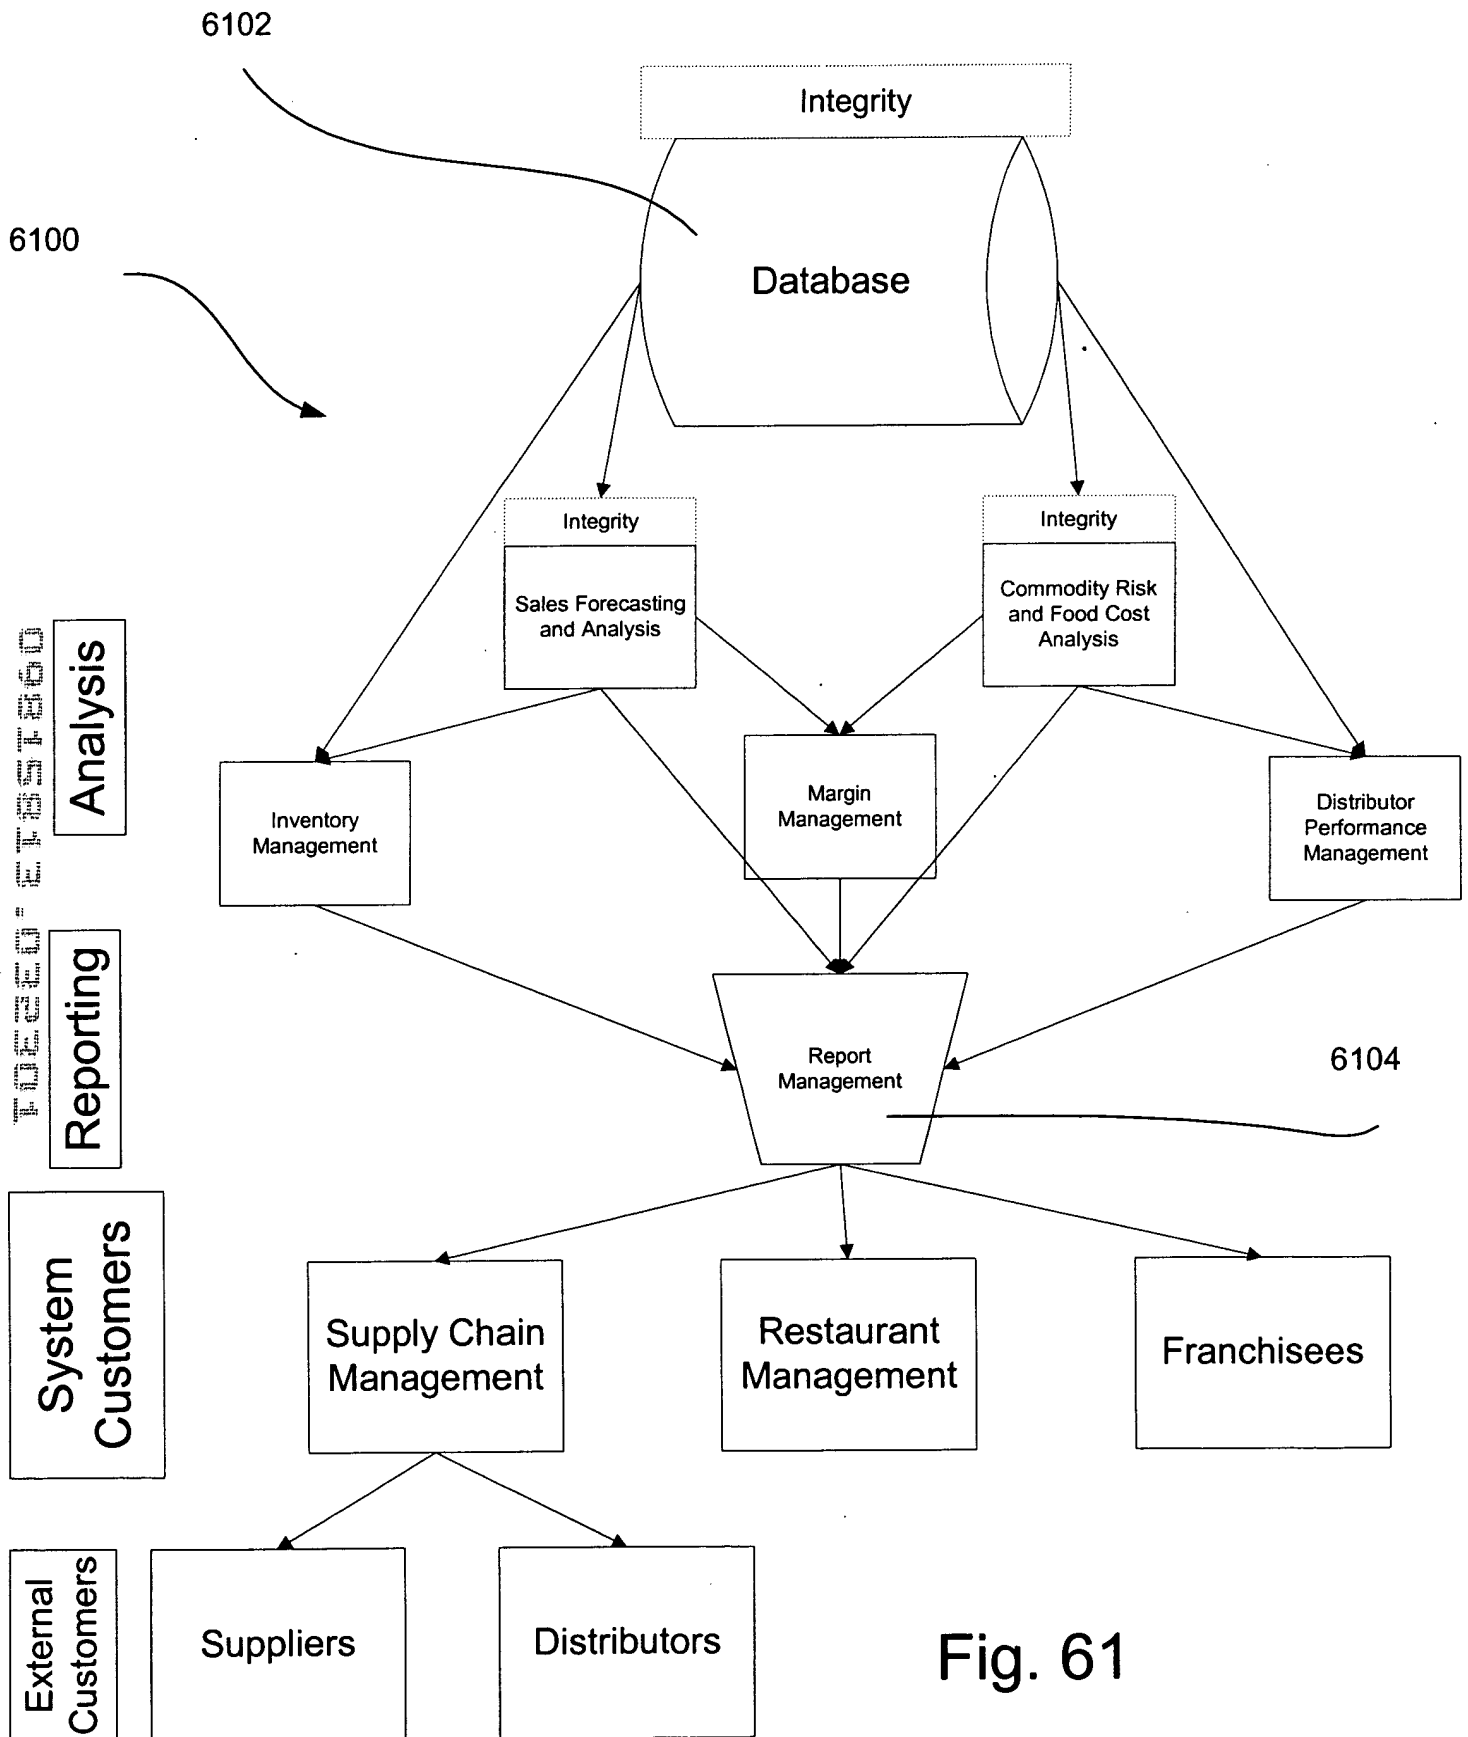 6102
Integrity
6100
Database
Integrity
Integrity
Sales Forecasting
and Analysis
Commodity Risk
and Food Cost
Analysis
Analysis
Inventory
Management
Margin
Management
Distributor
Performance
Management
Reporting
Report
Management
6104
System
Customers
Supply Chain
Management
Restaurant
Management
Franchisees
External
Customers
Suppliers
Distributors
Fig. 61